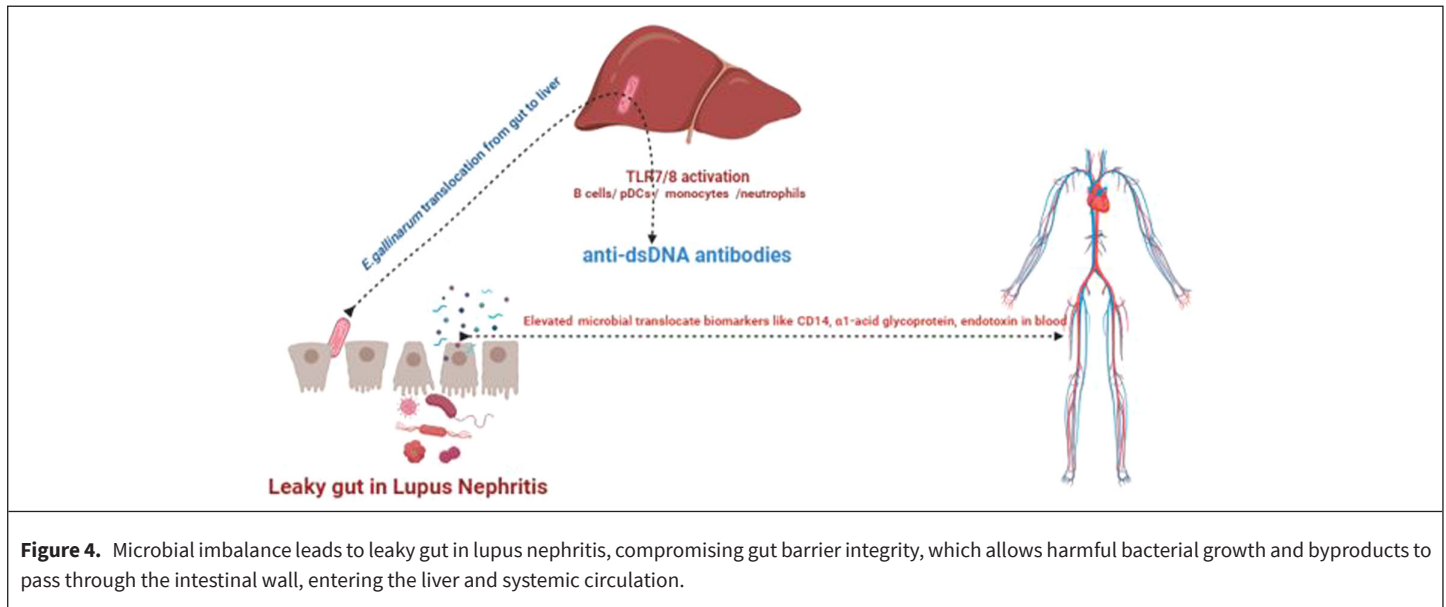 E.gallinarum translocation from gut to liver
TLR7/8 activation
B cells/ pDCs/ monocytes /neutrophils
anti-dsDNA antibodies
Elevated microbial translocate biomarkers like CD14, α1-acid glycoprotein, endotoxin in blood
Leaky gut in Lupus Nephritis
Figure 4. Microbial imbalance leads to leaky gut in lupus nephritis, compromising gut barrier integrity, which allows harmful bacterial growth and byproducts to
pass through the intestinal wall, entering the liver and systemic circulation.